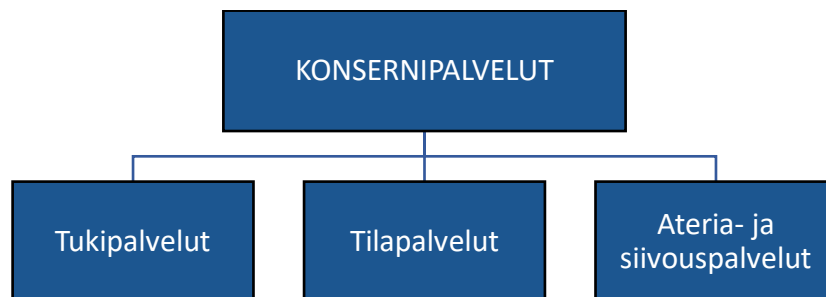 KONSERNIPALVELUT
Tukipalvelut
Tilapalvelut
Ateria- ja
siivouspalvelut